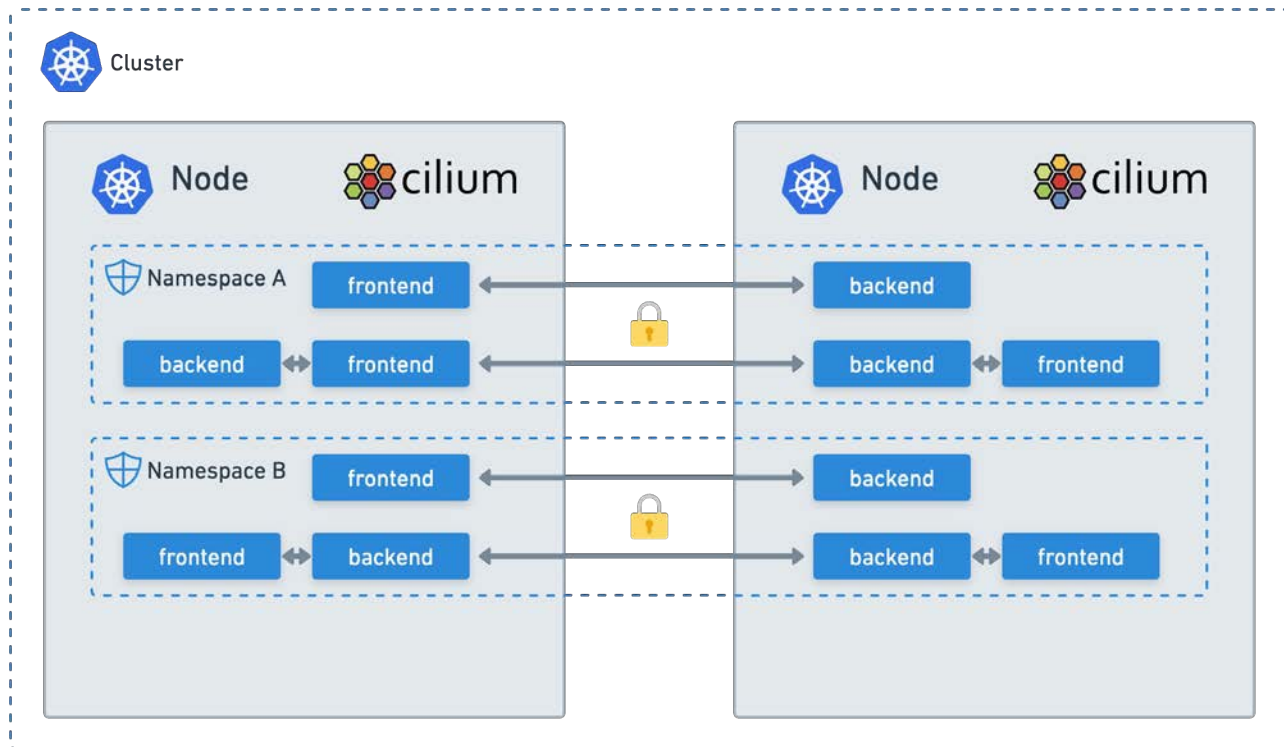 Cluster
Node cilium
Node cilium
Namespace A
frontend
backend
backend
frontend
backend
frontend
Namespace B
frontend
backend
frontend
backend
backend
frontend